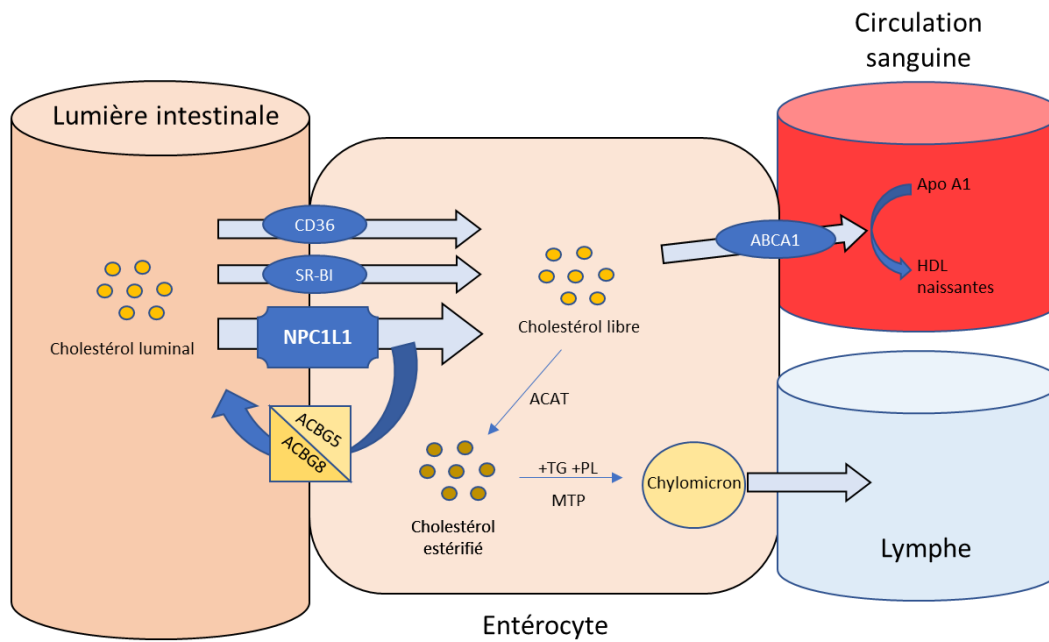 Circulation
sanguine
Lumière intestinale
CD36
SR-BI
NPC1L1
Cholestérol luminal
ACBG5
ACBG8
Cholestérol libre
ACAT
Cholestérol
estérifié
+TG +PL
MTP
Chylomicron
ABCA1
Apo A1
HDL
naissantes
Lymphe
Entérocyte